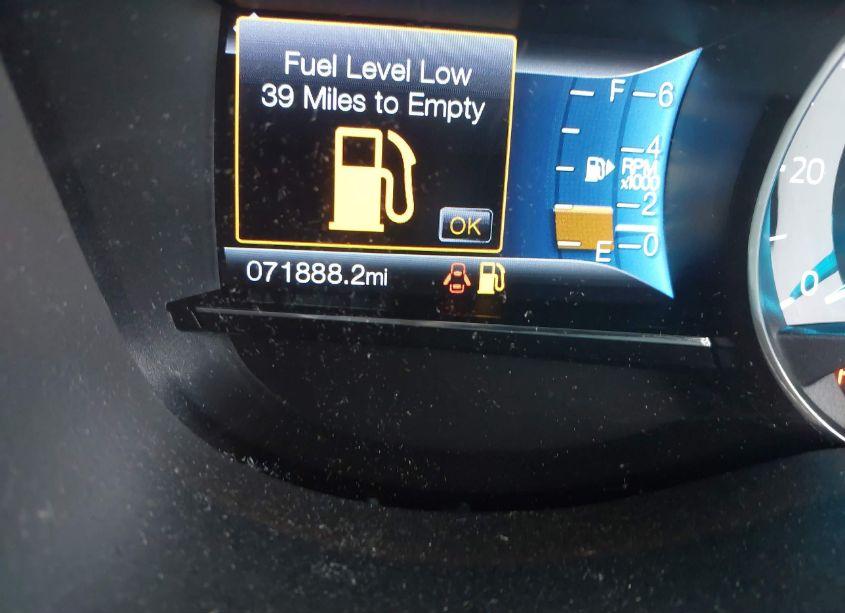 Fuel Level Low
39 Miles to Empty
OK
071888.2mi
F
E
6
4
RPM
x1000
2
0
20
0